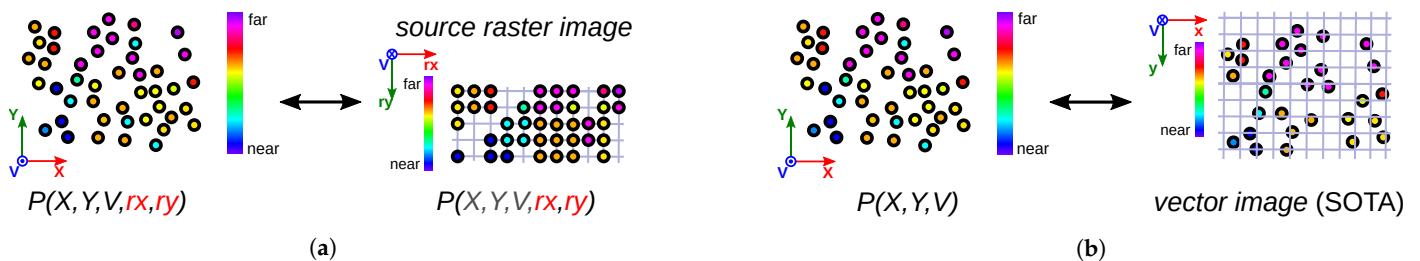 far
near
Y
V
X
P(X,Y,V,rx,ry)
source raster image
V
rx
ry
far
near
P(X,Y,V,rx,ry)
(a)
far
near
Y
V
X
P(X,Y,V)
V
x
y
far
near
vector image (SOTA)
(b)